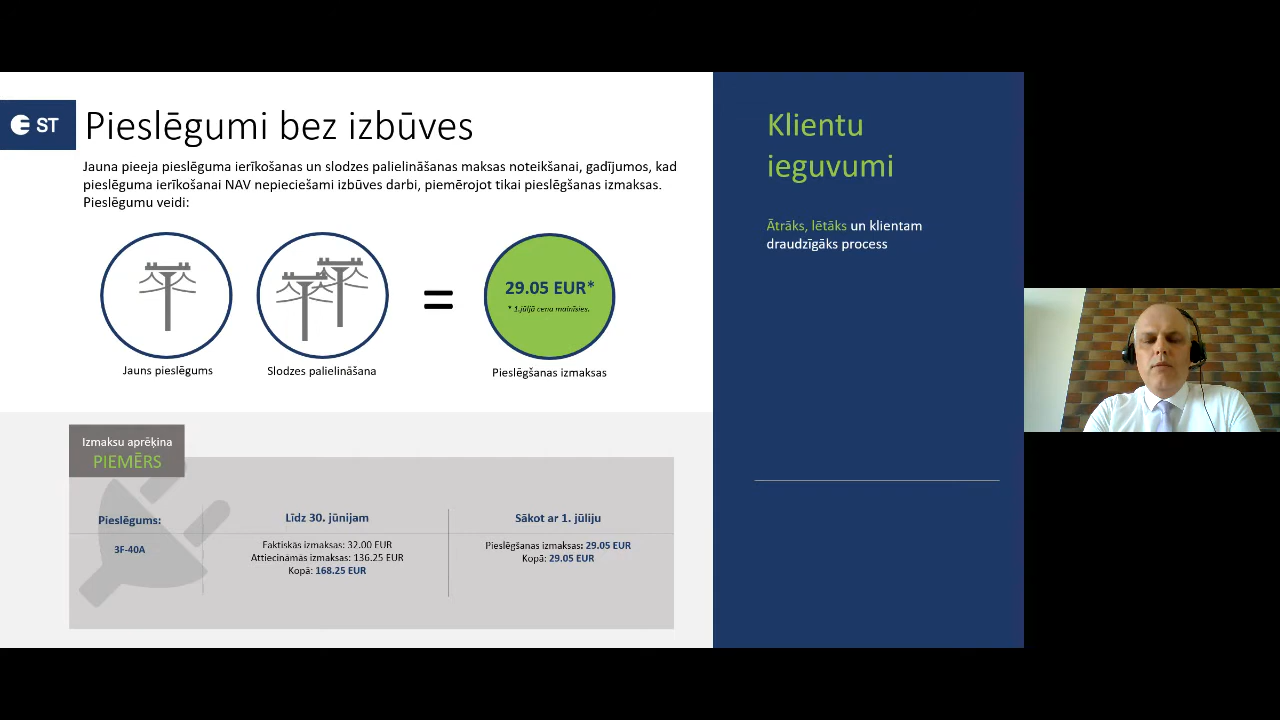 ST
Pieslēgumi bez izbūves
Jauna pieeja pieslēguma ierīkošanas un slodzes palielināšanas maksas noteikšanai, gadījumos, kad
pieslēguma ierīkošanai NAV nepieciešami izbūves darbi, piemērojot tikai pieslēgšanas izmaksas.
Pieslēgumu veidi:
29.05 EUR*
* 1.jūlijā cena mainīsies.
Jauns pieslēgums
Slodzes palielināšana
=
Pieslēgšanas izmaksas
Izmaksu aprēķina
PIEMĒRS
Pieslēgums:
3F-40A
Līdz 30. jūnijam
Faktiskās izmaksas: 32.00 EUR
Attiecināmās izmaksas: 136.25 EUR
Kopā: 168.25 EUR
Sākot ar 1. jūliju
Pieslēgšanas izmaksas: 29.05 EUR
Kopā: 29.05 EUR
Klientu
ieguvumi
Ātrāks, lētāks un klientam
draudzīgāks process